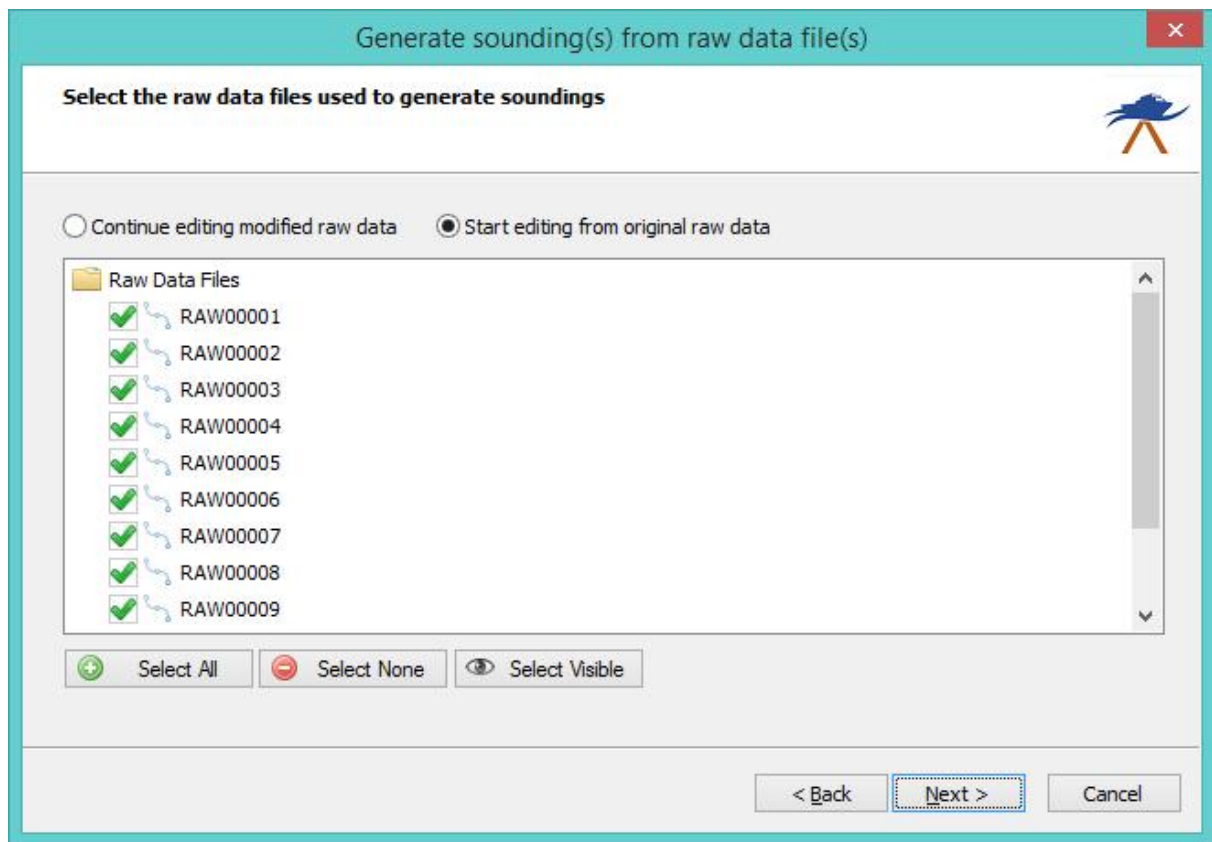 Generate sounding(s) from raw data file(s)
Select the raw data files used to generate soundings
Continue editing modified raw data Start editing from original raw data
Raw Data Files
RAW00001
RAW00002
RAW00003
RAW00004
RAW00005
RAW00006
RAW00007
RAW00008
RAW00009
Select All Select None Select Visible
< Back Next > Cancel